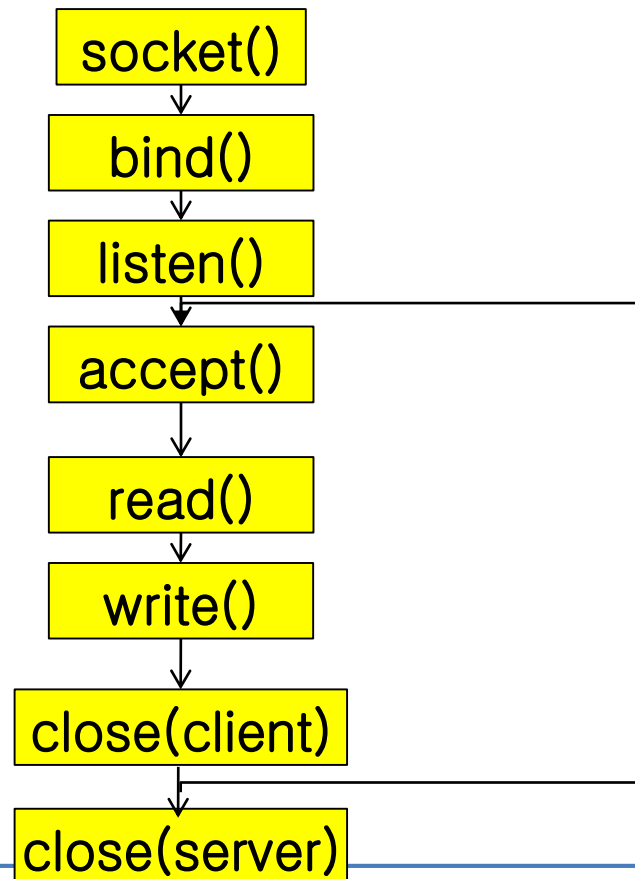 socket()
bind()
listen()
accept()
read()
write()
close(client)
close(server)